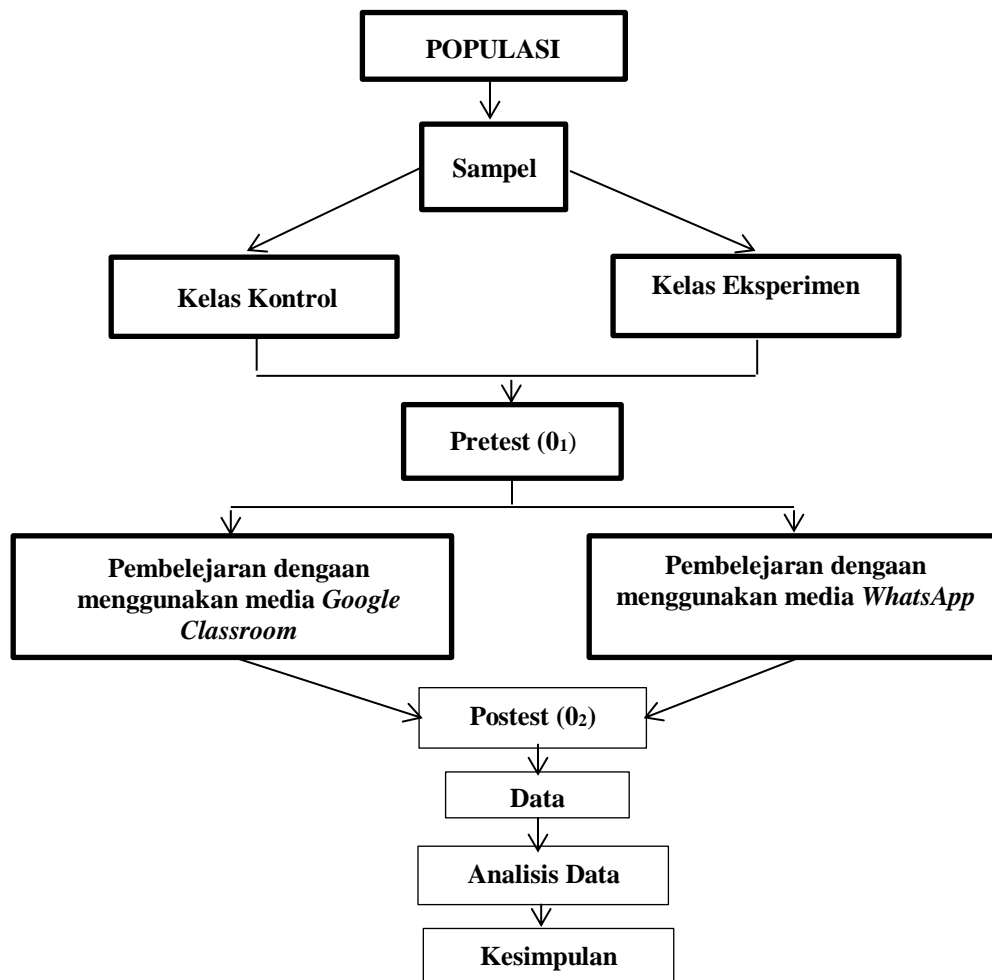 POPULASI
Sampel
Kelas Kontrol
Kelas Eksperimen
Pretest (0₁)
Pembelejaran dengaan
menggunakan media Google
Classroom
Pembelejaran dengaan
menggunakan media WhatsApp
Postest (0₂)
Data
Analisis Data
Kesimpulan